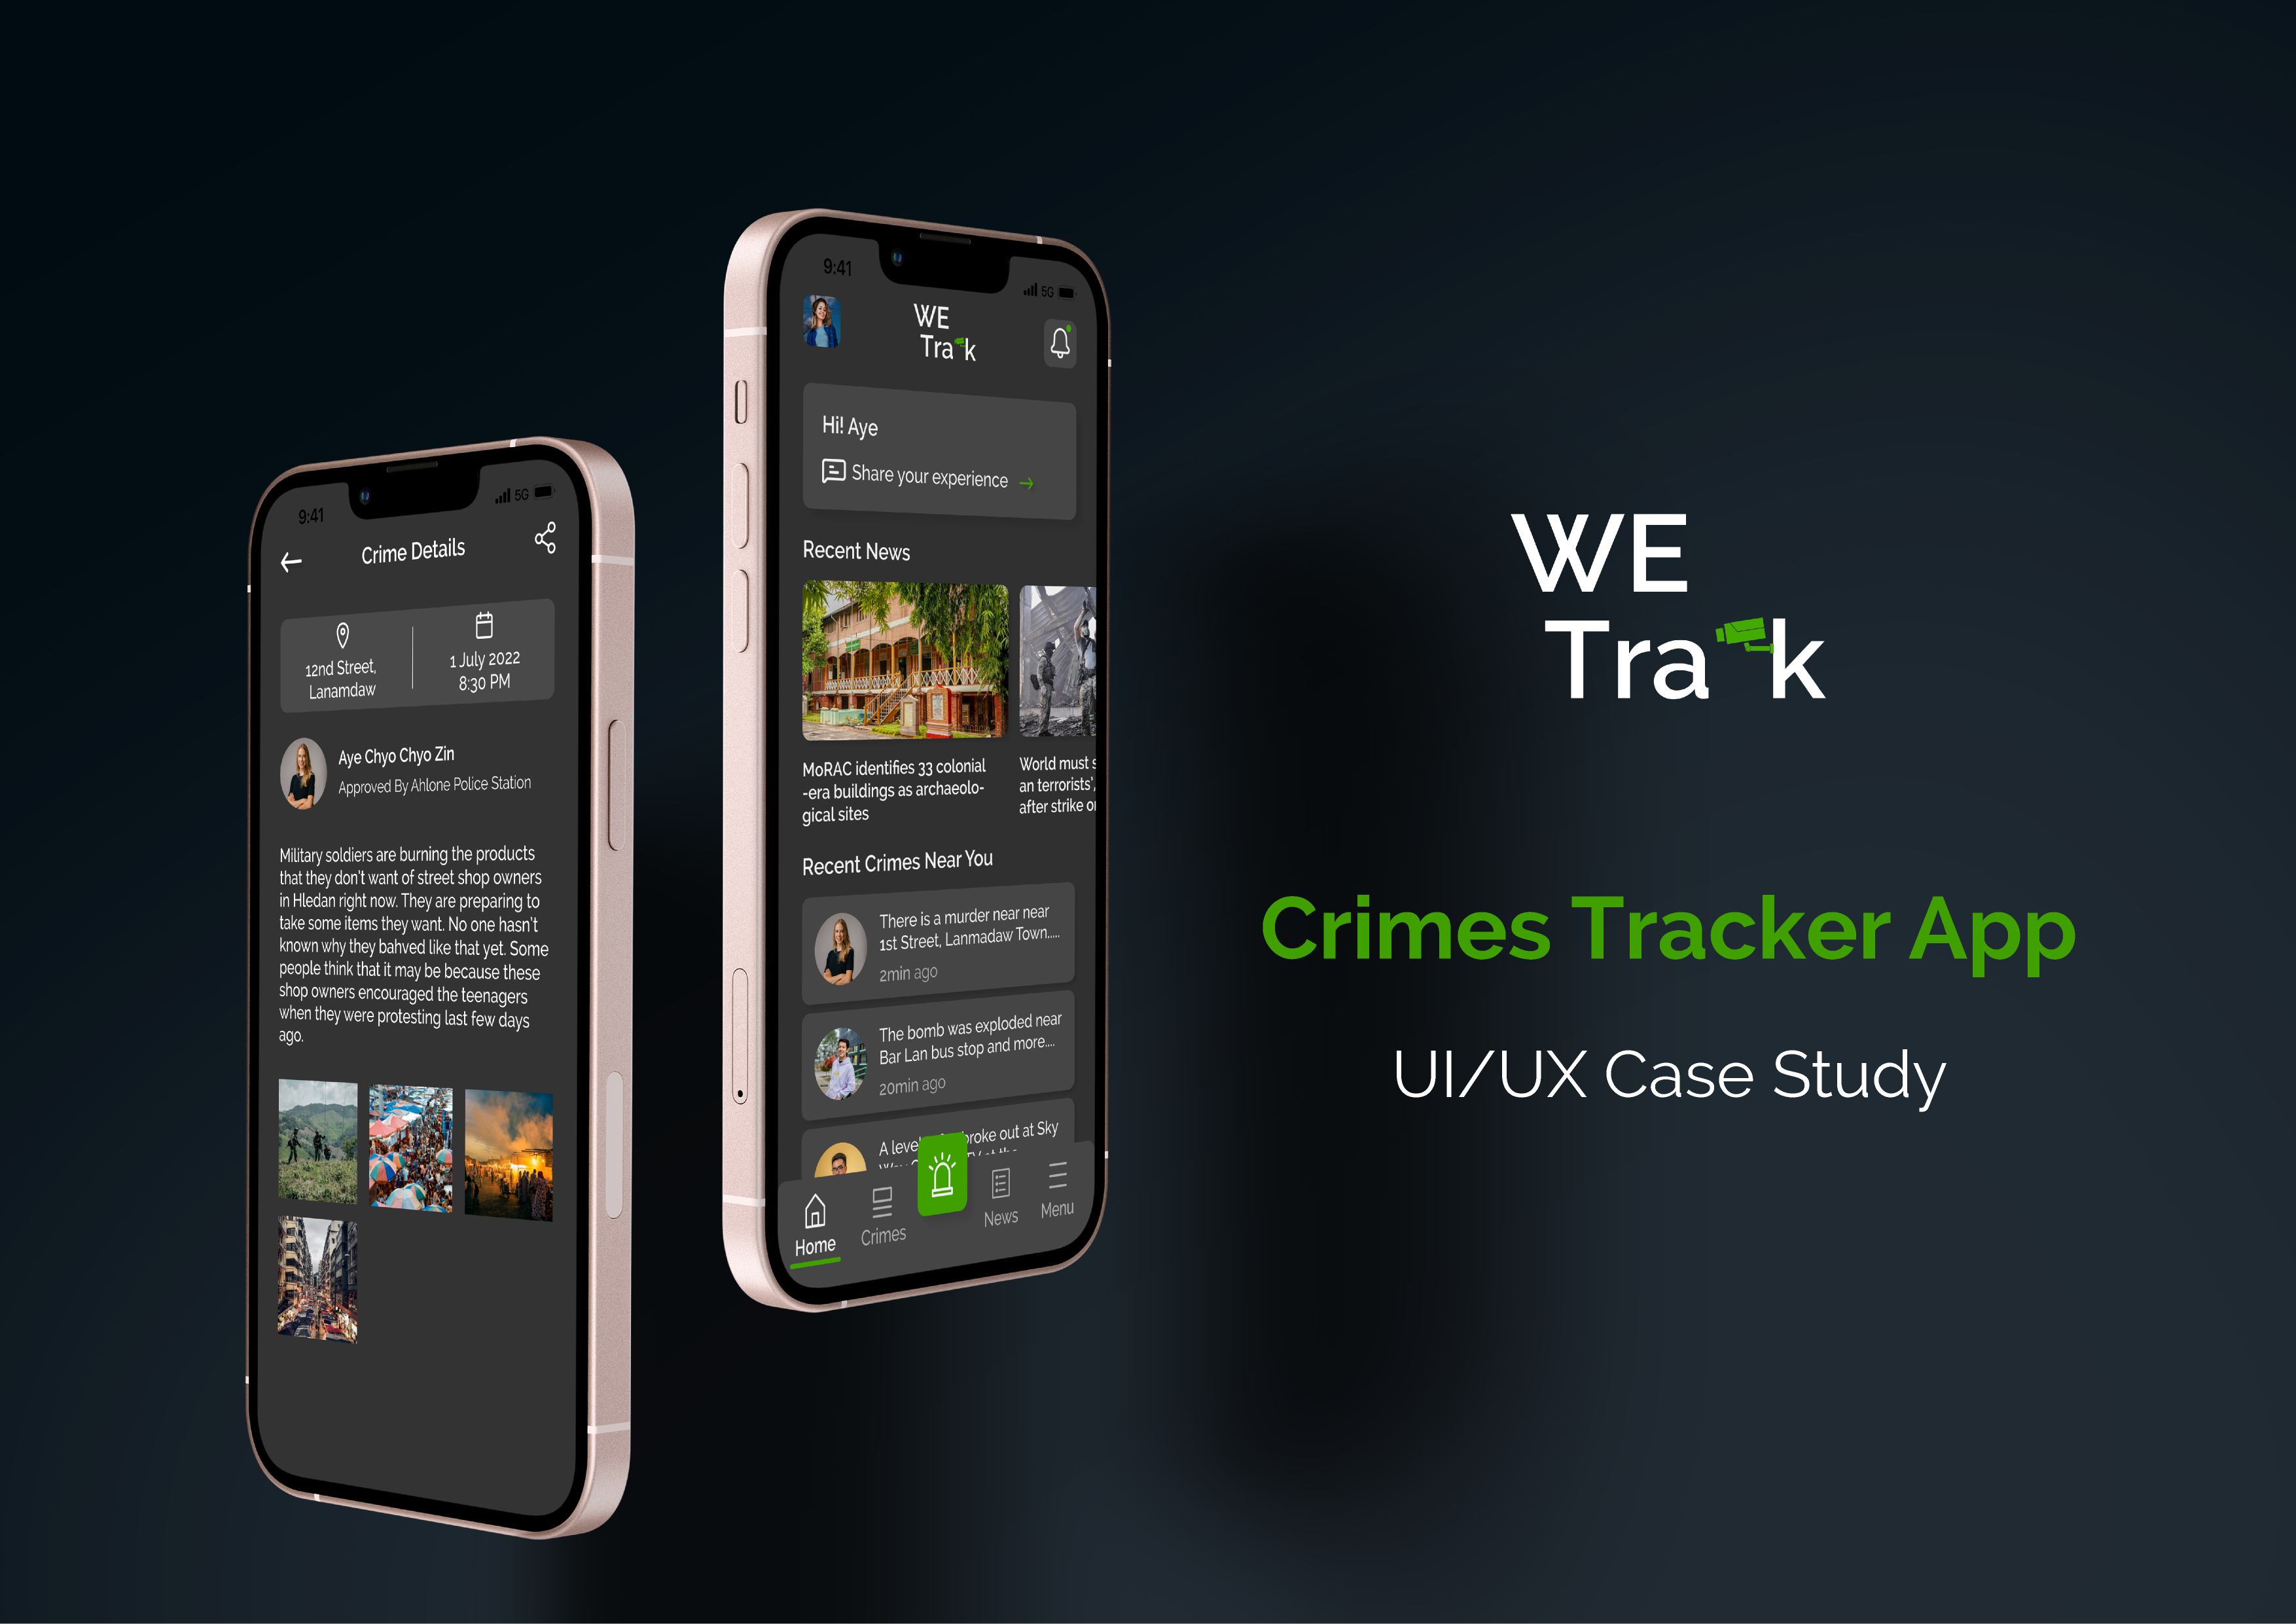 9:41
5G
Crime Details
12nd Street,
Lanamdaw
1 July 2022
8:30 PM
Aye Chyo Chyo Zin
Approved By Ahlone Police Station
Military soldiers are burning the products
that they don't want of street shop owners
in Hledan right now. They are preparing to
take some items they want. No one hasn't
known why they bahved like that yet. Some
people think that it may be because these
shop owners encouraged the teenagers
when they were protesting last few days
ago.
9:41
5G
WE
Tra k
Hi! Aye
Share your experience →
Recent News
MoRAC identifies 33 colonial
-era buildings as archaeolo-
gical sites
World must
an terrorists',
after strike
Recent Crimes Near You
There is a murder near near
1st Street, Lanmadaw Town.....
2min ago
The bomb was exploded near
Bar Lan bus stop and more....
20min ago
A level broke out at Sky
Home
Crimes
News
Menu
WE
Tra k
Crimes Tracker App
UI/UX Case Study